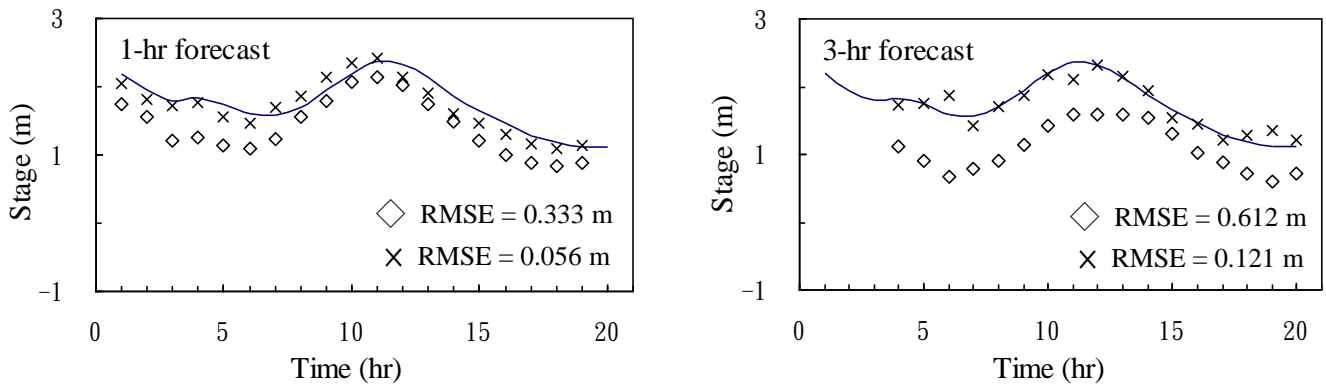 3
1-hr forecast
1
Stage (m)
◇ RMSE = 0.333 m
× RMSE = 0.056 m
-1
0 5 10 15 20
Time (hr)
3
3-hr forecast
1
Stage (m)
◇ RMSE = 0.612 m
× RMSE = 0.121 m
-1
0 5 10 15 20
Time (hr)